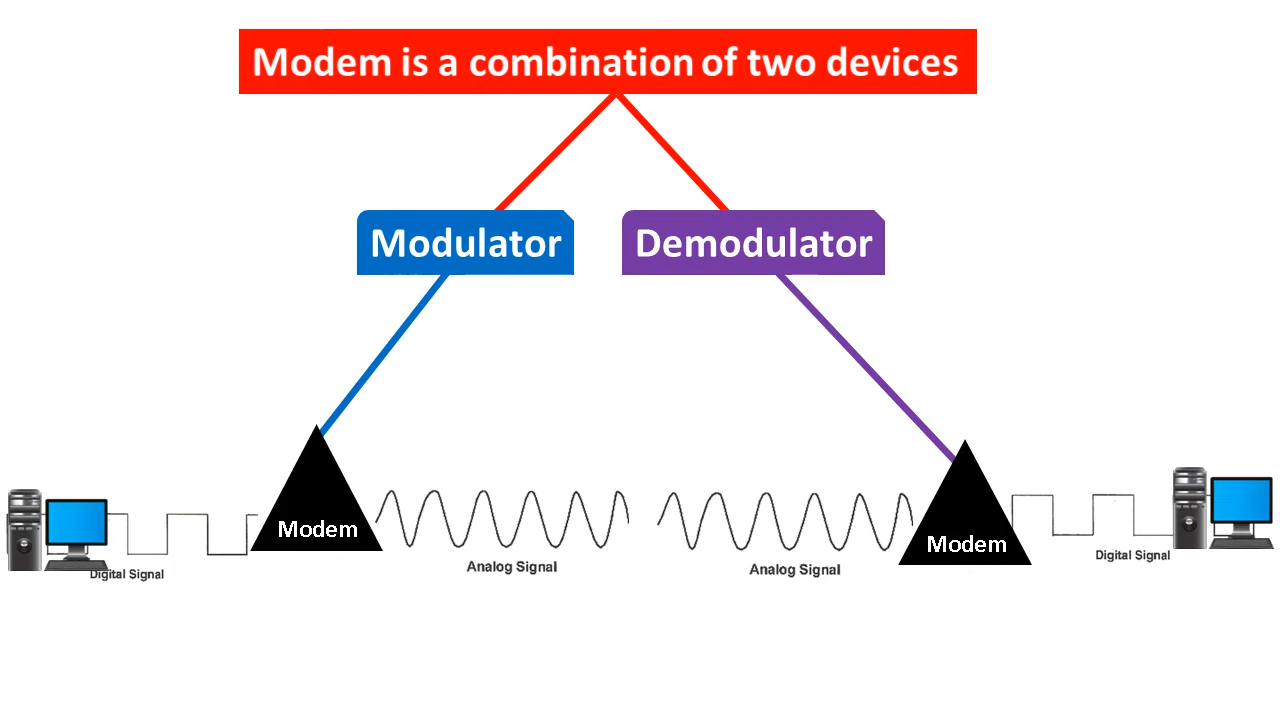 Modem is a combination of two devices
Modulator
Demodulator
Modem
Modem
Digital Signal
Analog Signal
Analog Signal
Digital Signal